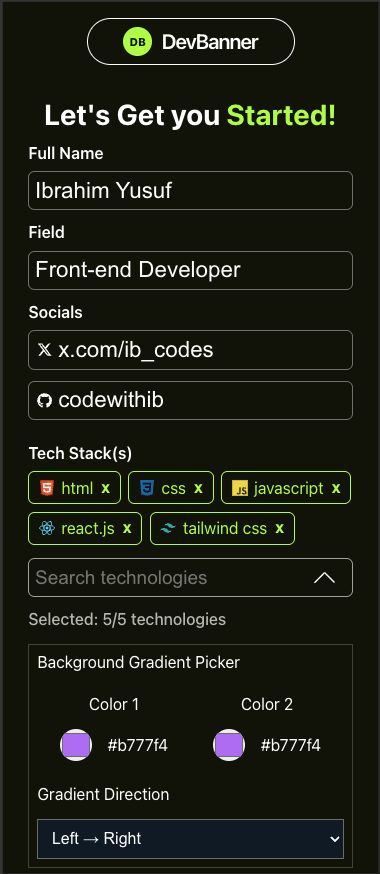 DB DevBanner
Let's Get you Started!
Full Name
Ibrahim Yusuf
Field
Front-end Developer
Socials
x.com/ib_codes
codewithib
Tech Stack(s)
html x css x JS javascript x
react.js x tailwind css x
Search technologies
Selected: 5/5 technologies
Background Gradient Picker
Color 1 Color 2
#b777f4 #b777f4
Gradient Direction
Left → Right